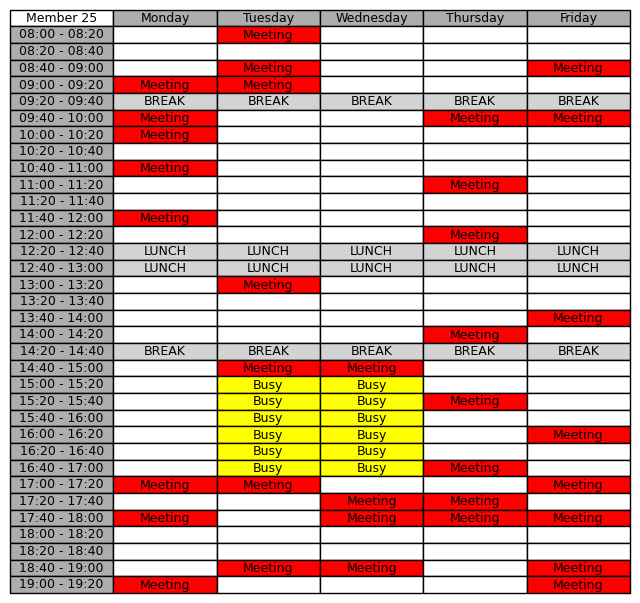 Member 25 Monday Tuesday Wednesday Thursday Friday
08:00 - 08:20 Meeting
08:20 - 08:40
08:40 - 09:00 Meeting Meeting
09:00 - 09:20 Meeting Meeting
09:20 - 09:40 BREAK BREAK BREAK BREAK BREAK
09:40 - 10:00 Meeting Meeting Meeting
10:00 - 10:20 Meeting
10:20 - 10:40
10:40 - 11:00 Meeting
11:00 - 11:20 Meeting
11:20 - 11:40
11:40 - 12:00 Meeting
12:00 - 12:20 Meeting
12:20 - 12:40 LUNCH LUNCH LUNCH LUNCH LUNCH
12:40 - 13:00 LUNCH LUNCH LUNCH LUNCH LUNCH
13:00 - 13:20 Meeting
13:20 - 13:40
13:40 - 14:00 Meeting
14:00 - 14:20 Meeting
14:20 - 14:40 BREAK BREAK BREAK BREAK BREAK
14:40 - 15:00 Meeting Meeting
15:00 - 15:20 Busy Busy
15:20 - 15:40 Busy Busy Meeting
15:40 - 16:00 Busy Busy
16:00 - 16:20 Busy Busy Meeting
16:20 - 16:40 Busy Busy
16:40 - 17:00 Busy Busy Meeting
17:00 - 17:20 Meeting Meeting Meeting
17:20 - 17:40 Meeting Meeting
17:40 - 18:00 Meeting Meeting Meeting Meeting
18:00 - 18:20
18:20 - 18:40
18:40 - 19:00 Meeting Meeting Meeting
19:00 - 19:20 Meeting Meeting